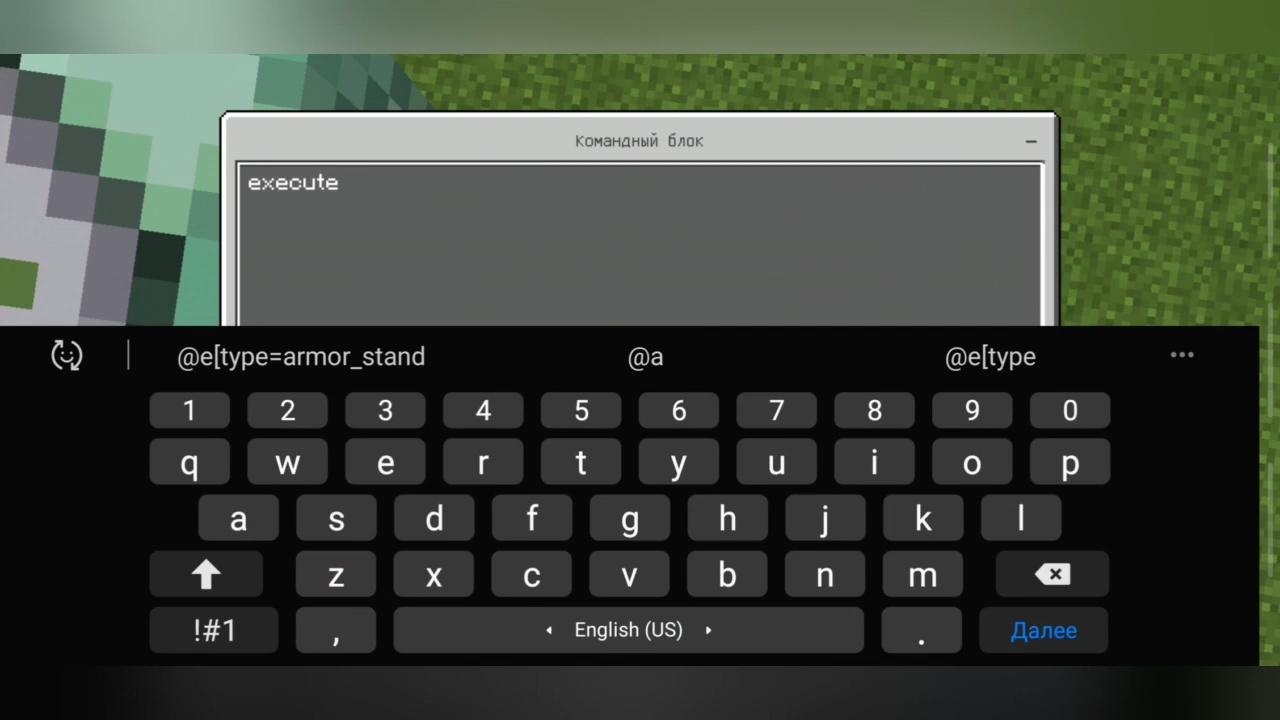 Командный блок
execute
@e[type=armor_stand @a @e[type
1 2 3 4 5 6 7 8 9 0
q w e r t y u i o p
a s d f g h j k l
z x c v b n m
!#1 , English (US) . Далее